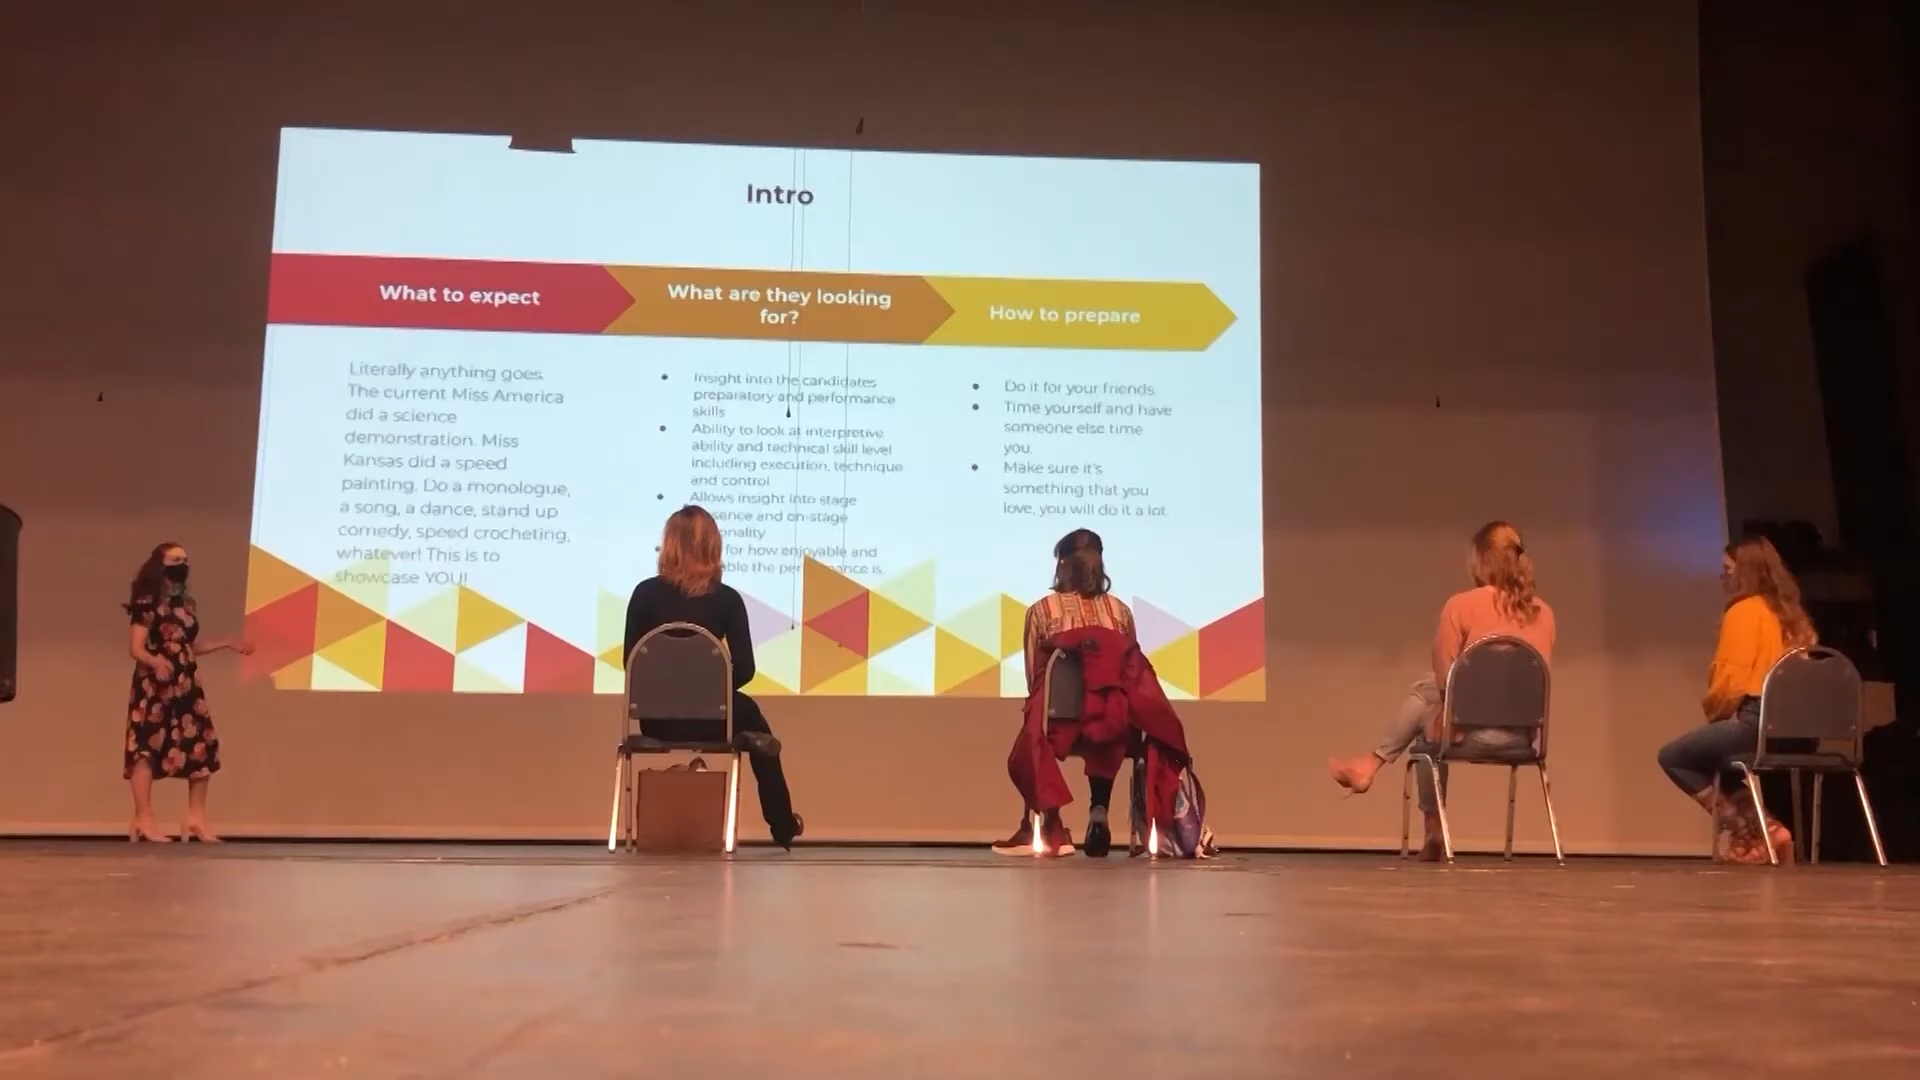 Intro
What to expect
What are they looking
for?
How to prepare
Literally anything goes.
The current Miss America
did a science
demonstration. Miss
Kansas did a speed
painting. Do a monologue,
a song, a dance, stand up
comedy, speed crocheting,
whatever! This is to
showcase YOU!
Insight into the candidates
preparatory and performance
skills
Ability to look at interpretive
ability and technical skill level
including execution, technique
and control
Allows insight into stage
and on-stage
for how enjoyable and
the is
Do it for your friends.
Time yourself and have
someone else time
you.
Make sure it's
something that you
love, you will do it a lot.